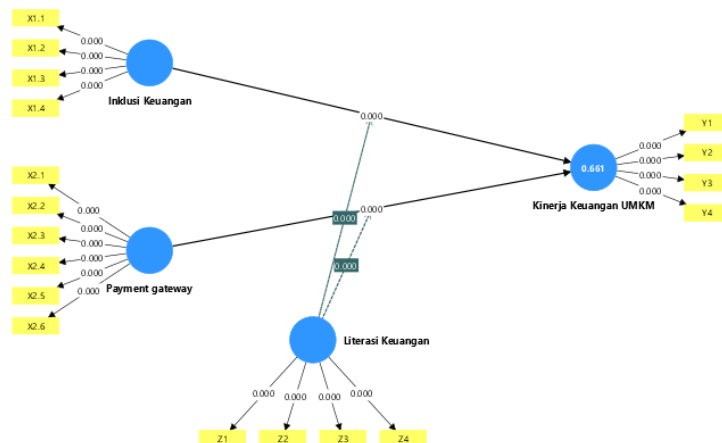 X1.1
0.000
X1.2
0.000
X1.3
0.000
X1.4
0.000
Inklusi Keuangan
0.000
Y1
0.000
Y2
0.000
0.661
Y3
0.000
Y4
0.000
Kinerja Keuangan UMKM
X2.1
0.000
X2.2
0.000
X2.3
0.000
X2.4
0.000
X2.5
0.000
X2.6
0.000
Payment gateway
0.000
0.000
0.000
Literasi Keuangan
0.000
0.000
0.000
0.000
Z1
Z2
Z3
Z4